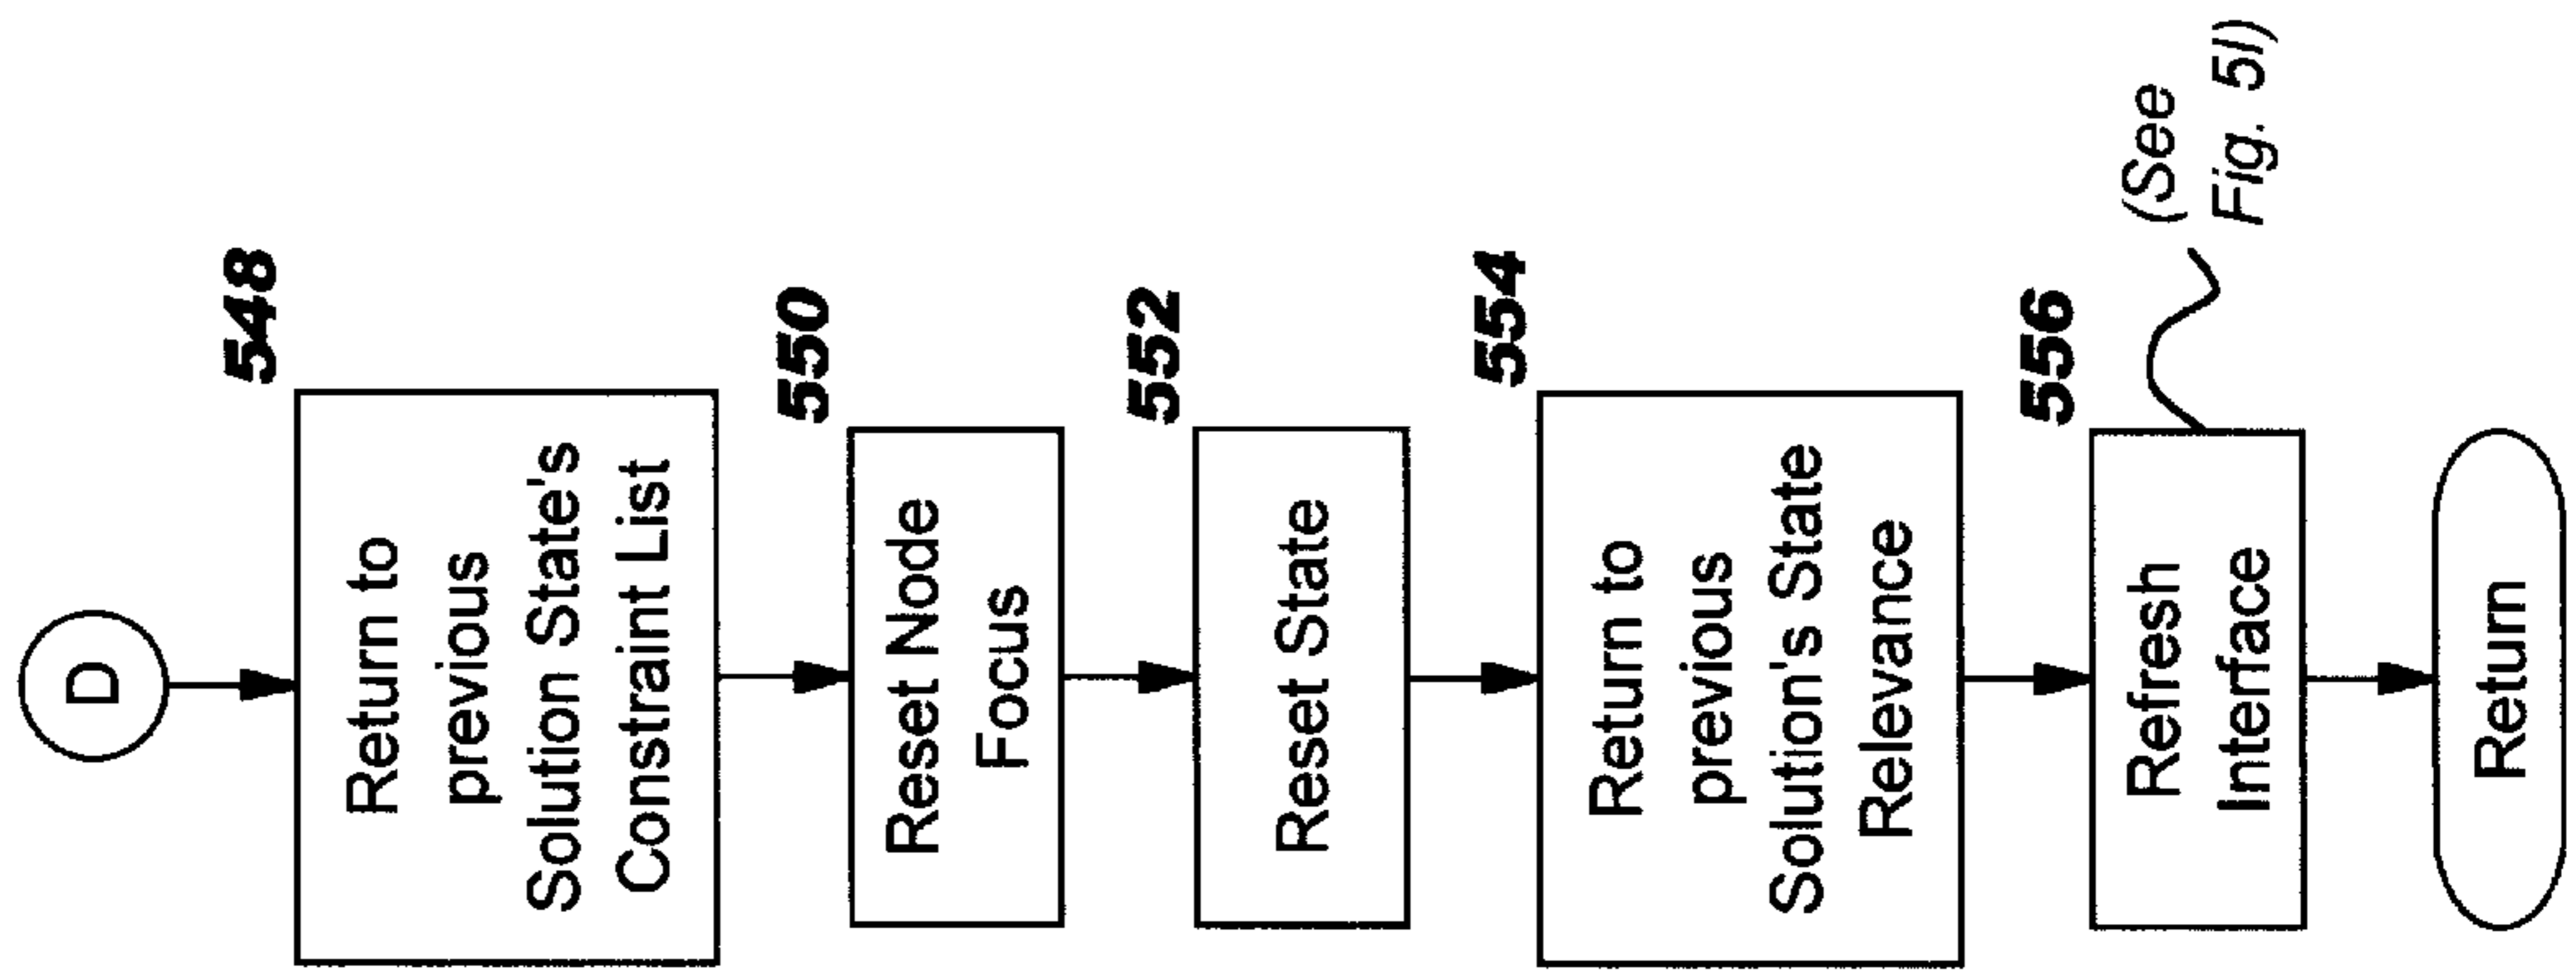 D
548
Return to
previous
Solution State's
Constraint List
550
Reset Node
Focus
552
Reset State
554
Return to
previous
Solution's State
Relevance
556
Refresh
Interface
(See
Fig. 5I)
Return